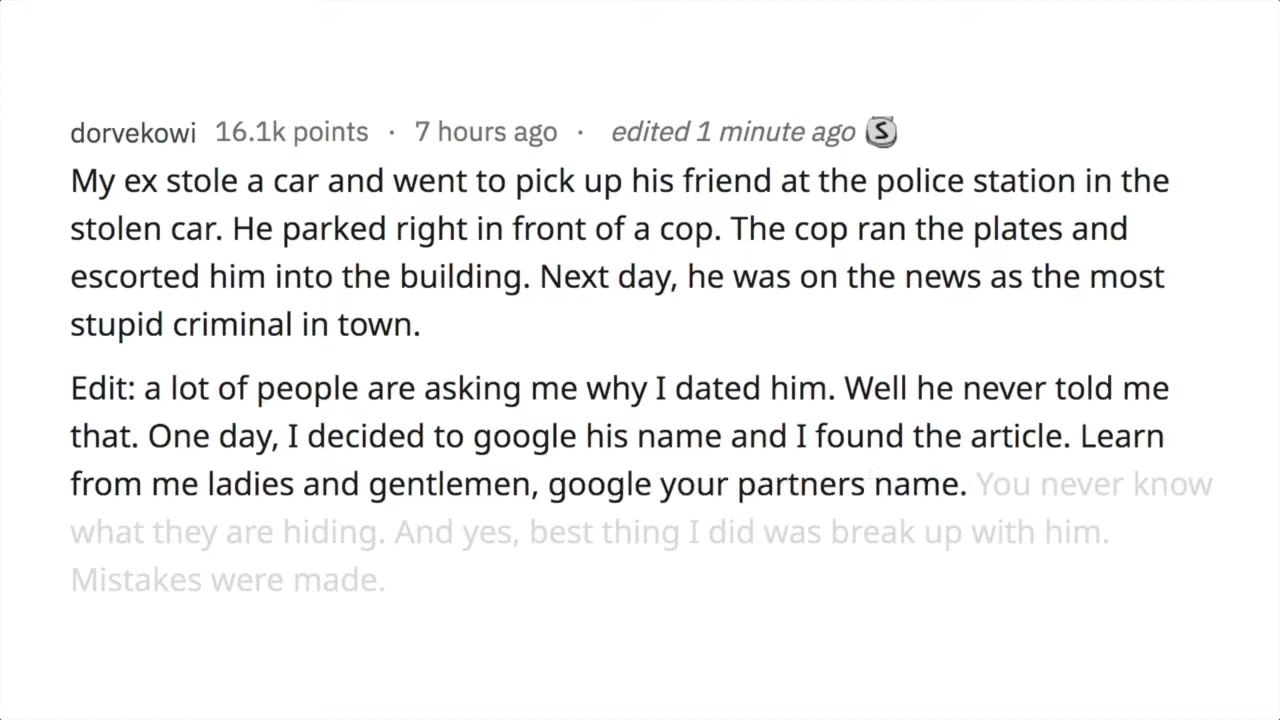 dorvekowi 16.1k points · 7 hours ago · edited 1 minute ago S
My ex stole a car and went to pick up his friend at the police station in the
stolen car. He parked right in front of a cop. The cop ran the plates and
escorted him into the building. Next day, he was on the news as the most
stupid criminal in town.
Edit: a lot of people are asking me why I dated him. Well he never told me
that. One day, I decided to google his name and I found the article. Learn
from me ladies and gentlemen, google your partners name. You never know
what they are hiding. And yes, best thing I did was break up with him.
Mistakes were made.